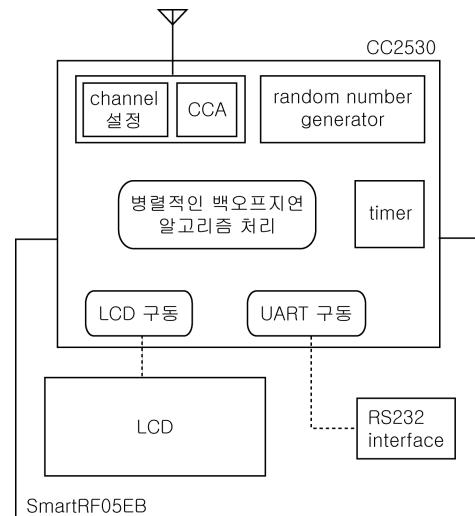 CC2530
channel
설정
CCA
random number
generator
병렬적인 백오프지연
알고리즘 처리
timer
LCD 구동
UART 구동
LCD
RS232
interface
SmartRF05EB